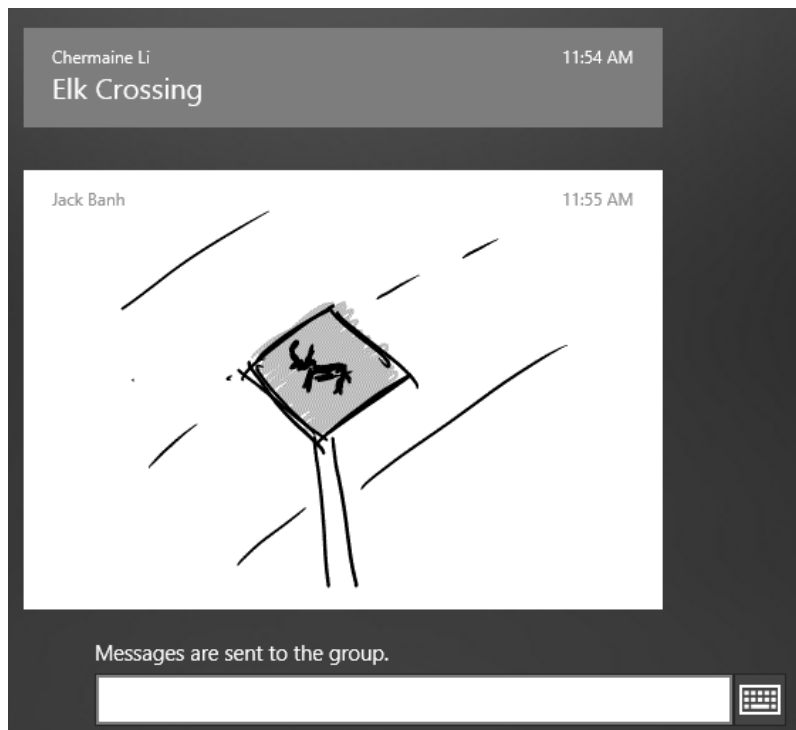 Chermaine Li
11:54 AM
Elk Crossing
Jack Banh
11:55 AM
Messages are sent to the group.